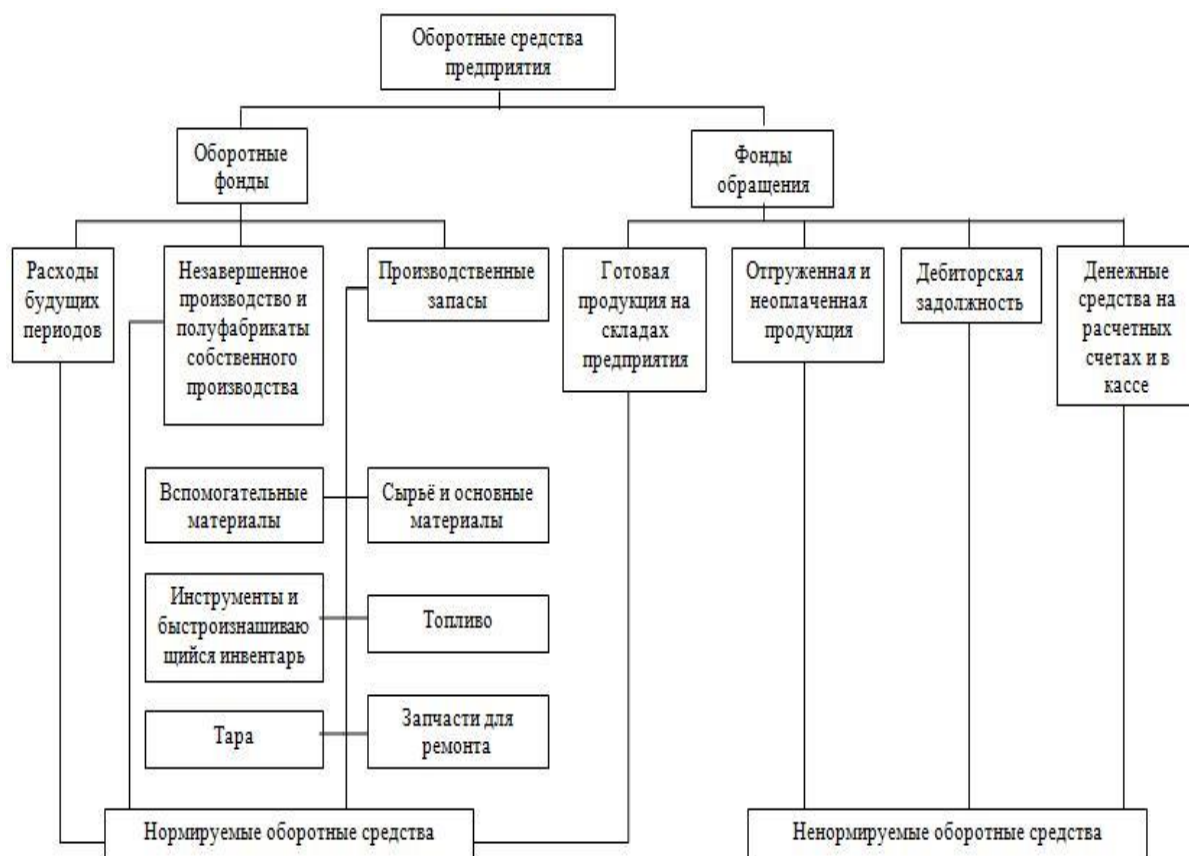 Оборотные средства
предприятия
Оборотные
фонды
Фонды
обращения
Расходы
будущих
периодов
Незавершенное
производство и
полуфабрикаты
собственного
производства
Производственные
запасы
Готовая
продукция на
складах
предприятия
Отгруженная и
неоплаченная
продукция
Дебиторская
задолжность
Денежные
средства на
расчетных
счетах и в
кассе
Вспомогательные
материалы
Сырьё и основные
материалы
Инструменты и
быстроизнашиваю
щийся инвентарь
Топливо
Тара
Запчасти для
ремонта
Нормируемые оборотные средства
Ненормируемые оборотные средства